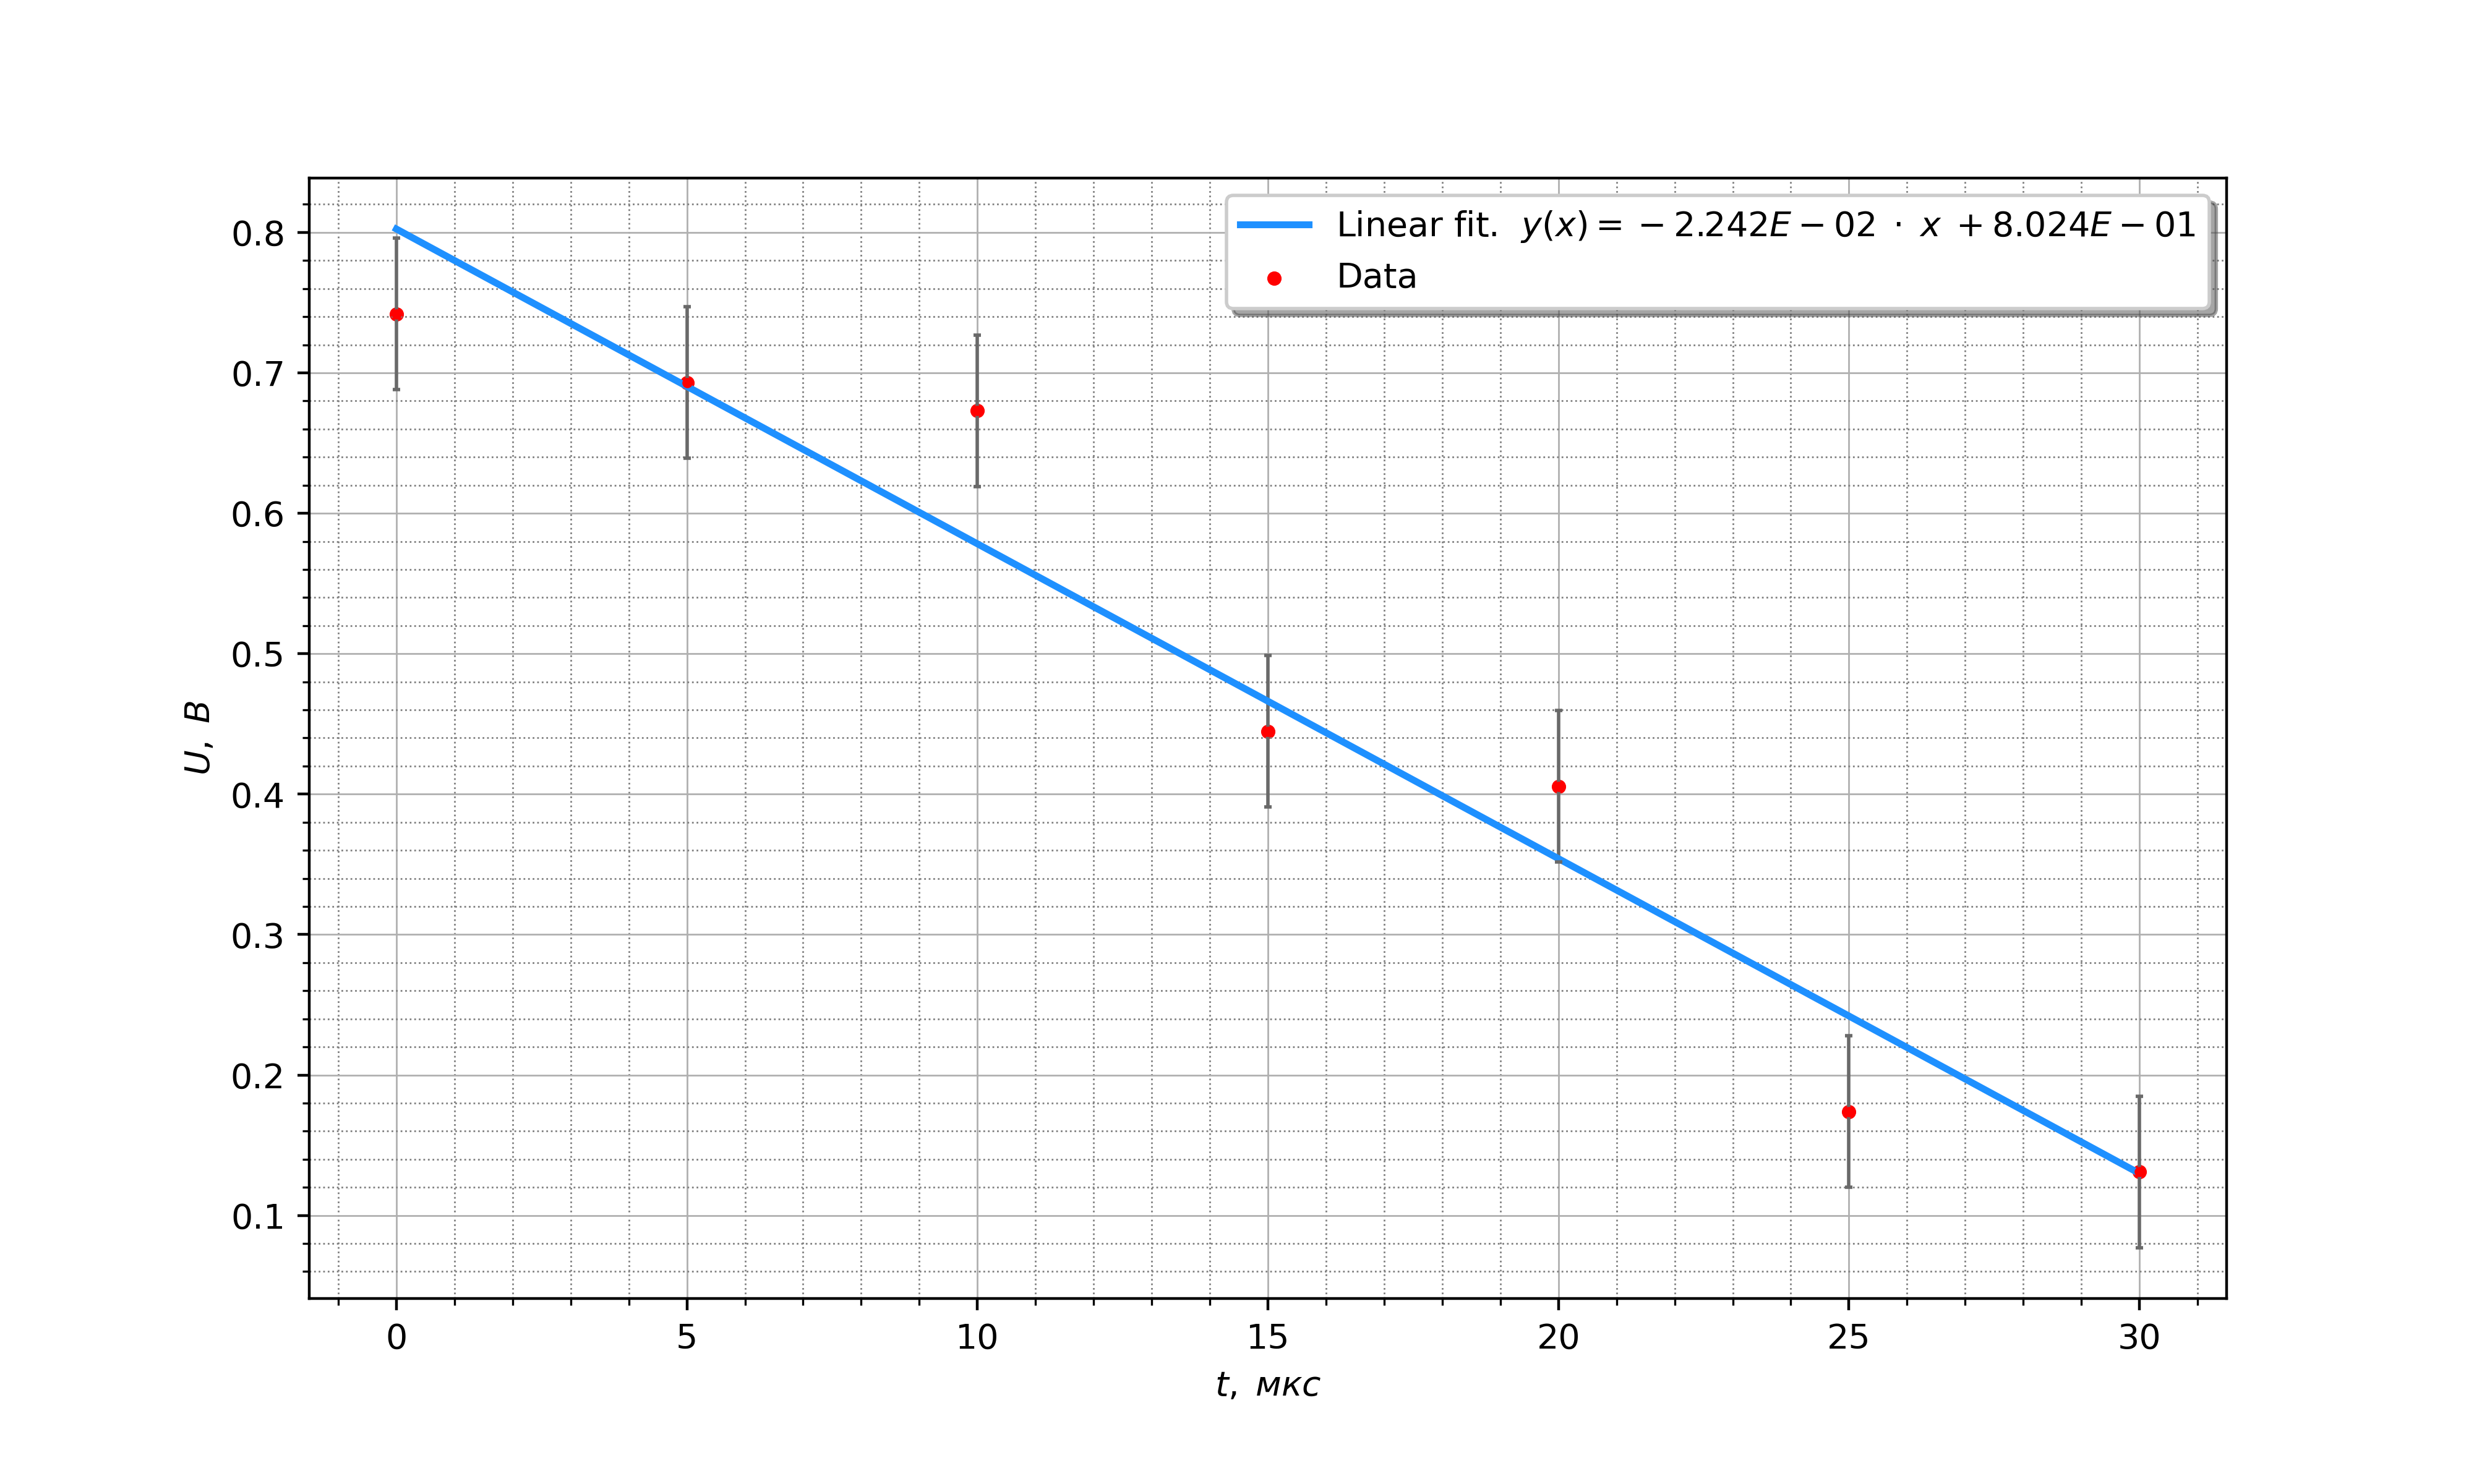 Linear fit. y(x) = − 2.242E − 02 · x + 8.024E − 01
Data
0.8
0.7
0.6
0.5
0.4
0.3
0.2
0.1
U, В
0 5 10 15 20 25 30
t, мкс